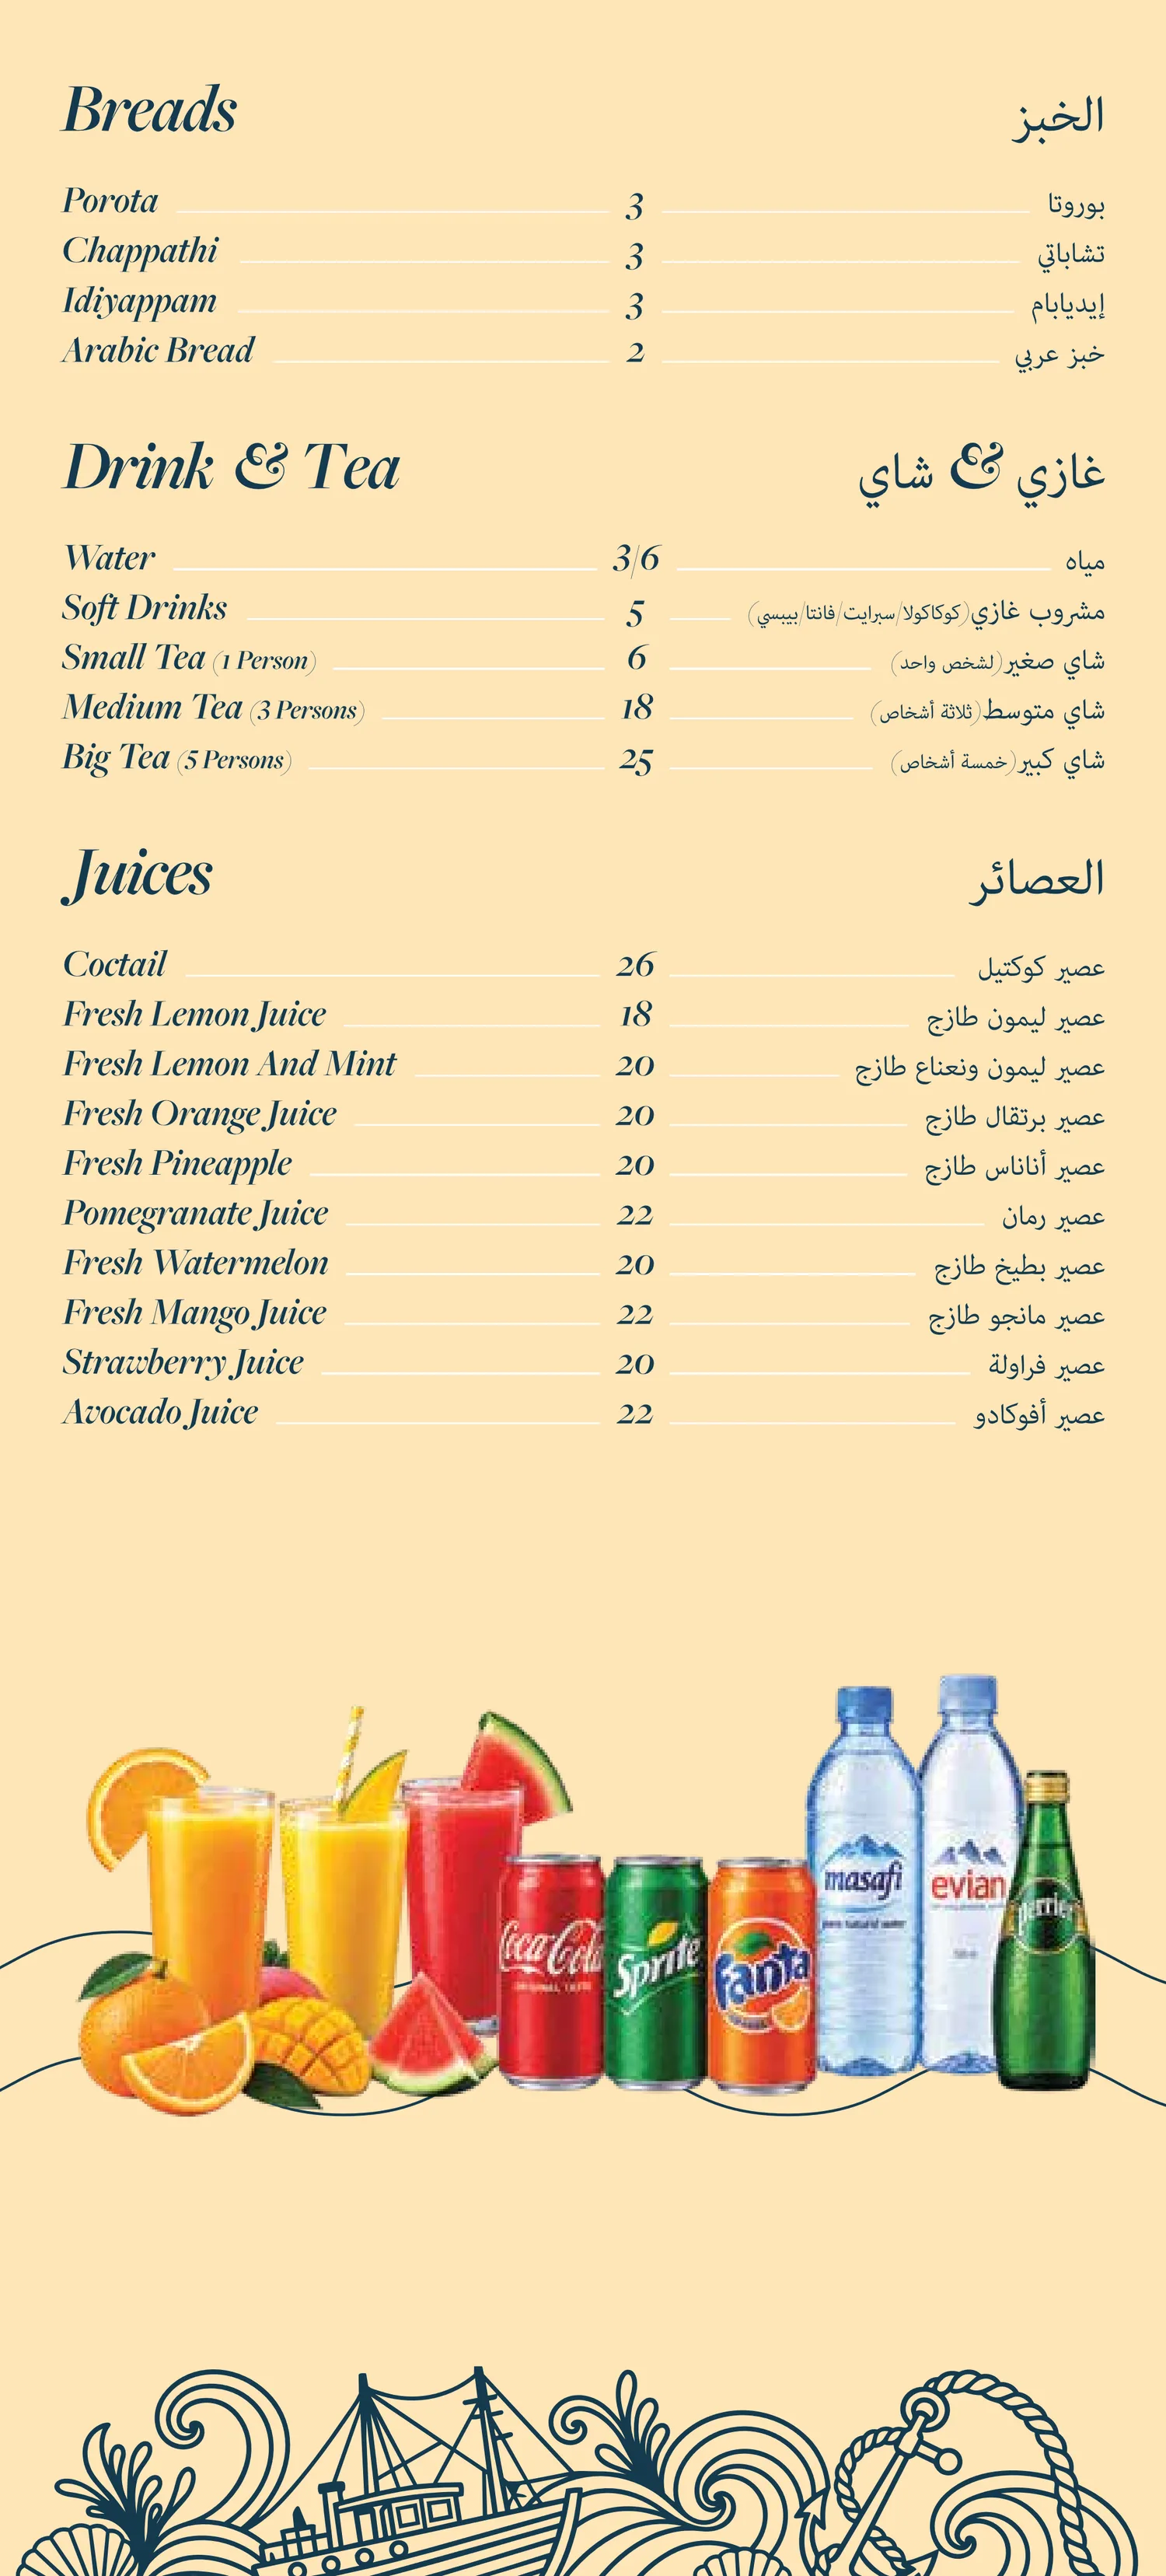 Breads الخبز
Porota 3 بوروتا
Chappathi 3 تشاباتي
Idiyappam 3 إيديابام
Arabic Bread 2 خبز عربي
Drink & Tea غازي & شاي
Water 3/6 مياه
Soft Drinks 5 مشروب غازي(كوكاكولا/سبرايت/فانتا/بيبسي)
Small Tea (1 Person) 6 شاي صغير(لشخص واحد)
Medium Tea (3 Persons) 18 شاي متوسط(ثلاثة أشخاص)
Big Tea (5 Persons) 25 شاي كبير(خمسة أشخاص)
Juices العصائر
Coctail 26 عصير كوكتيل
Fresh Lemon Juice 18 عصير ليمون طازج
Fresh Lemon And Mint 20 عصير ليمون ونعناع طازج
Fresh Orange Juice 20 عصير برتقال طازج
Fresh Pineapple 20 عصير أناناس طازج
Pomegranate Juice 22 عصير رمان
Fresh Watermelon 20 عصير بطيخ طازج
Fresh Mango Juice 22 عصير مانجو طازج
Strawberry Juice 20 عصير فراولة
Avocado Juice 22 عصير أفوكادو
Coca-Cola
ORIGINAL TASTE
Sprite
Fanta
masafi
pure natural water
evian
Perrier